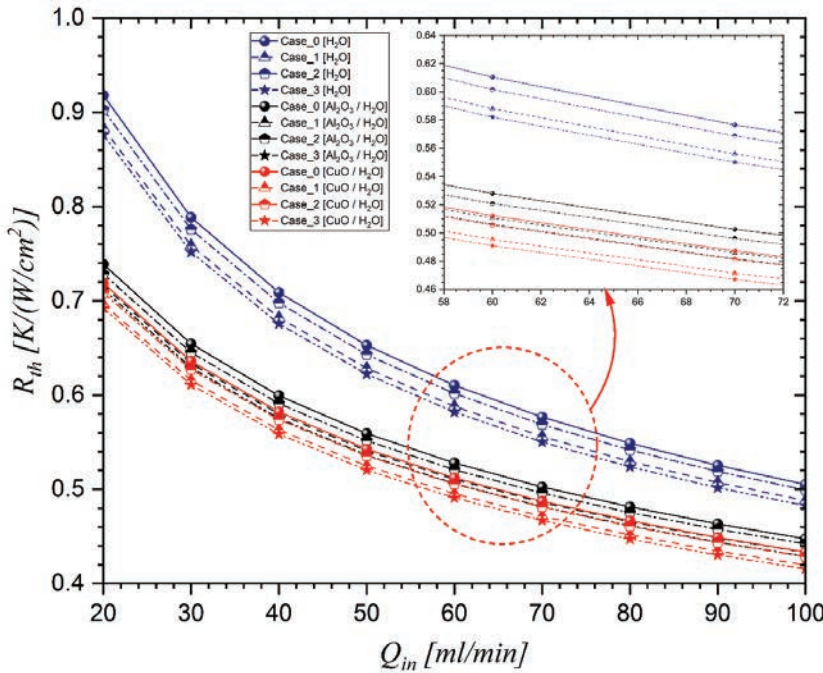 1.0
0.9
0.8
0.7
0.6
0.5
0.4
R_th [K/(W/cm²)]
Case_0 [H₂O]
Case_1 [H₂O]
Case_2 [H₂O]
Case_3 [H₂O]
Case_0 [Al₂O₃ / H₂O]
Case_1 [Al₂O₃ / H₂O]
Case_2 [Al₂O₃ / H₂O]
Case_3 [Al₂O₃ / H₂O]
Case_0 [CuO / H₂O]
Case_1 [CuO / H₂O]
Case_2 [CuO / H₂O]
Case_3 [CuO / H₂O]
0.64
0.62
0.60
0.58
0.56
0.54
0.52
0.50
0.48
0.46
58 60 62 64 66 68 70 72
20 30 40 50 60 70 80 90 100
Q_in [ml/min]